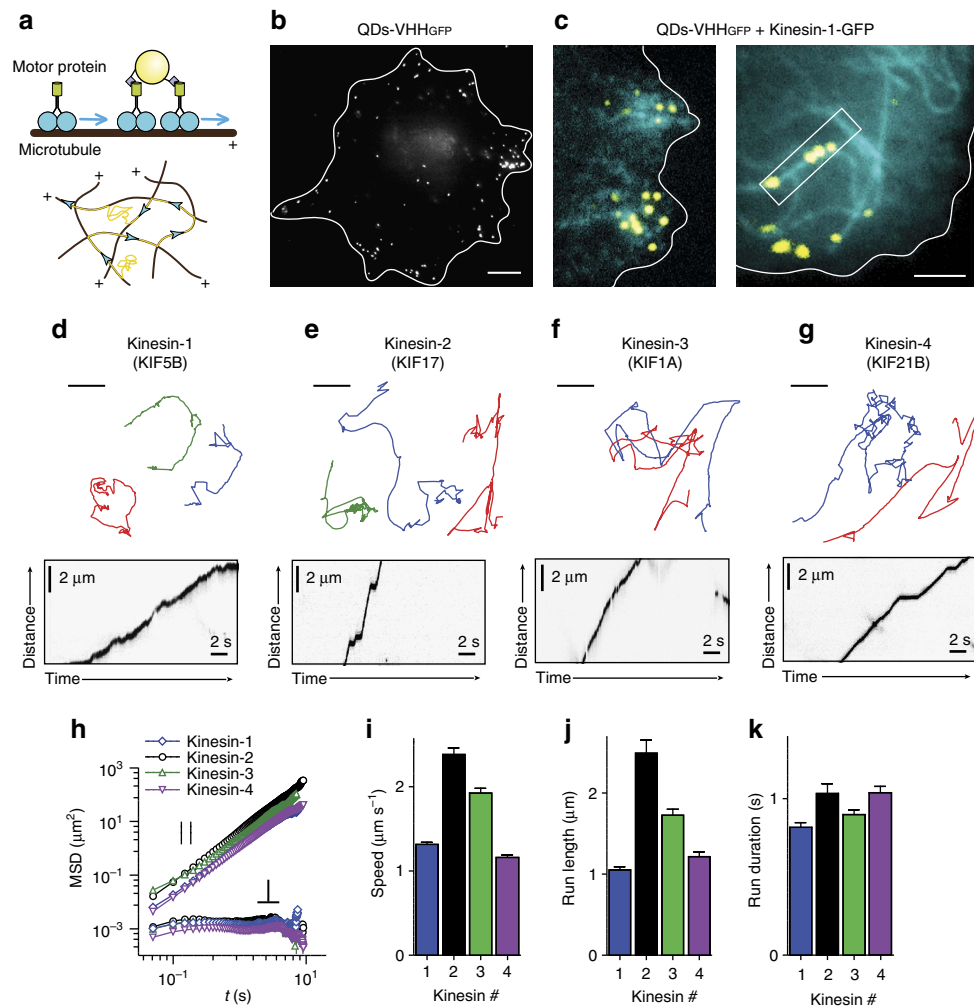 a
Motor protein
Microtubule
+
+
+
+
+
+
+
b
QDs-VHHGFP
c
QDs-VHHGFP + Kinesin-1-GFP
d
Kinesin-1
(KIF5B)
e
Kinesin-2
(KIF17)
f
Kinesin-3
(KIF1A)
g
Kinesin-4
(KIF21B)
Distance
2 μm
2 s
Time
Distance
2 μm
2 s
Time
Distance
2 μm
2 s
Time
Distance
2 μm
2 s
Time
h
Kinesin-1
Kinesin-2
Kinesin-3
Kinesin-4
MSD (μm²)
10³
10¹
10⁻¹
10⁻³
||
⊥
10⁻¹
10¹
t (s)
i
Speed (μm s⁻¹)
2
1
0
1 2 3 4
Kinesin #
j
Run length (μm)
2
1
0
1 2 3 4
Kinesin #
k
Run duration (s)
1
0
1 2 3 4
Kinesin #